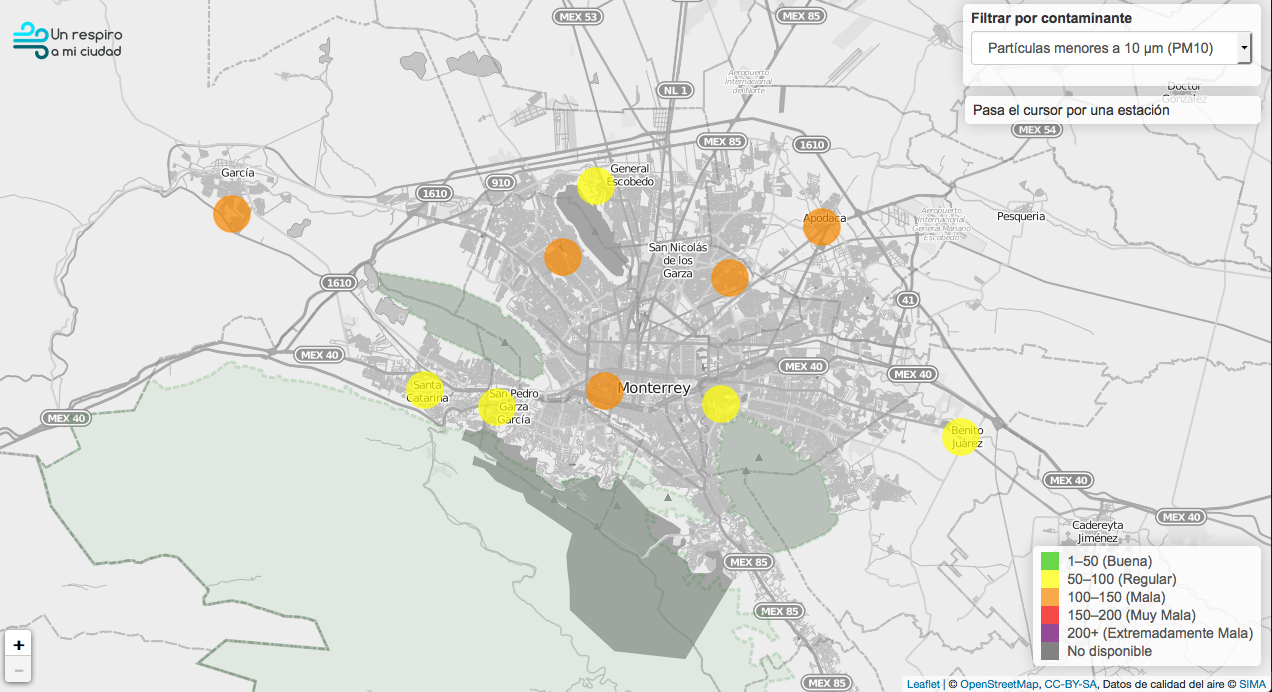 Un respiro
a mi ciudad
MEX 53
MEX 85
Filtrar por contaminante
Partículas menores a 10 µm (PM10)
Aeropuerto
Internacional
del Norte
NL 1
Doctor
González
Pasa el cursor por una estación
MEX 54
MEX 85
1610
García
General
Escobedo
910
1610
Apodaca
Aeropuerto
Internacional
General Mariano
Escobedo
Pesquería
San Nicolás
de los
Garza
1610
41
MEX 40
MEX 40
MEX 40
Santa
Catarina
San Pedro
Garza
García
Monterrey
MEX 40
Benito
Juárez
MEX 40
MEX 40
Cadereyta
Jiménez
MEX 85
MEX 85
MEX 85
1–50 (Buena)
50–100 (Regular)
100–150 (Mala)
150–200 (Muy Mala)
200+ (Extremadamente Mala)
No disponible
+
−
Leaflet | © OpenStreetMap, CC-BY-SA, Datos de calidad del aire © SIMA